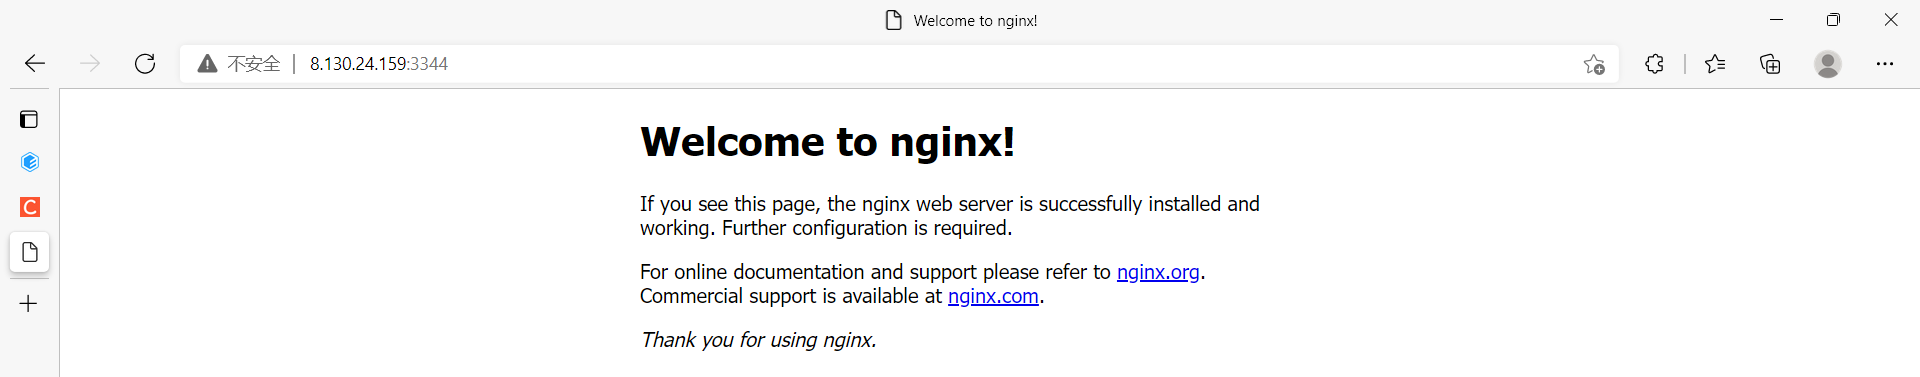 Welcome to nginx!
不安全 | 8.130.24.159:3344
C
Welcome to nginx!
If you see this page, the nginx web server is successfully installed and
working. Further configuration is required.
For online documentation and support please refer to nginx.org.
Commercial support is available at nginx.com.
Thank you for using nginx.